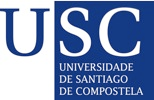 USC
UNIVERSIDADE
DE SANTIAGO
DE COMPOSTELA